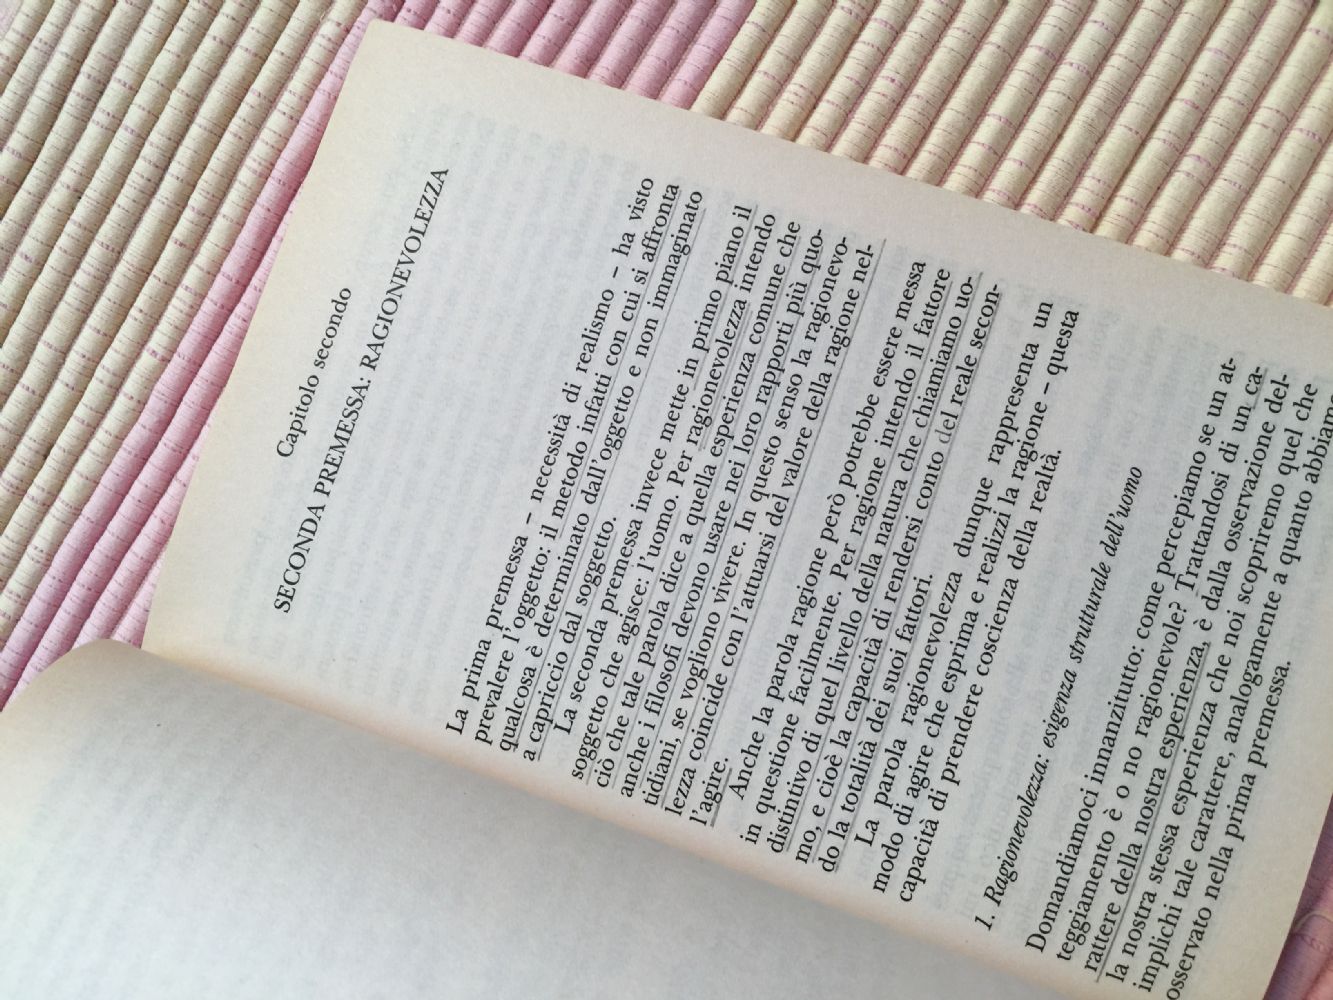 Capitolo secondo
SECONDA PREMESSA: RAGIONEVOLEZZA
La prima premessa – necessità di realismo – ha visto
prevalere l'oggetto: il metodo infatti con cui si affronta
qualcosa è determinato dall'oggetto e non immaginato
a capriccio dal soggetto.
La seconda premessa invece mette in primo piano il
soggetto che agisce: l'uomo. Per ragionevolezza intendo
ciò che tale parola dice a quella esperienza comune che
anche i filosofi devono usare nei loro rapporti più quo-
tidiani, se vogliono vivere. In questo senso la ragionevo-
lezza coincide con l'attuarsi del valore della ragione nel-
l'agire.
Anche la parola ragione però potrebbe essere messa
in questione facilmente. Per ragione intendo il fattore
distintivo di quel livello della natura che chiamiamo uo-
mo, e cioè la capacità di rendersi conto del reale secon-
do la totalità dei suoi fattori.
La parola ragionevolezza dunque rappresenta un
modo di agire che esprima e realizzi la ragione – questa
capacità di prendere coscienza della realtà.
1. Ragionevolezza: esigenza strutturale dell'uomo
Domandiamoci innanzitutto: come percepiamo se un at-
teggiamento è o no ragionevole? Trattandosi di un ca-
rattere della nostra esperienza, è dalla osservazione del-
la nostra stessa esperienza che noi scopriremo quel che
implichi tale carattere, analogamente a quanto abbiamo
osservato nella prima premessa.